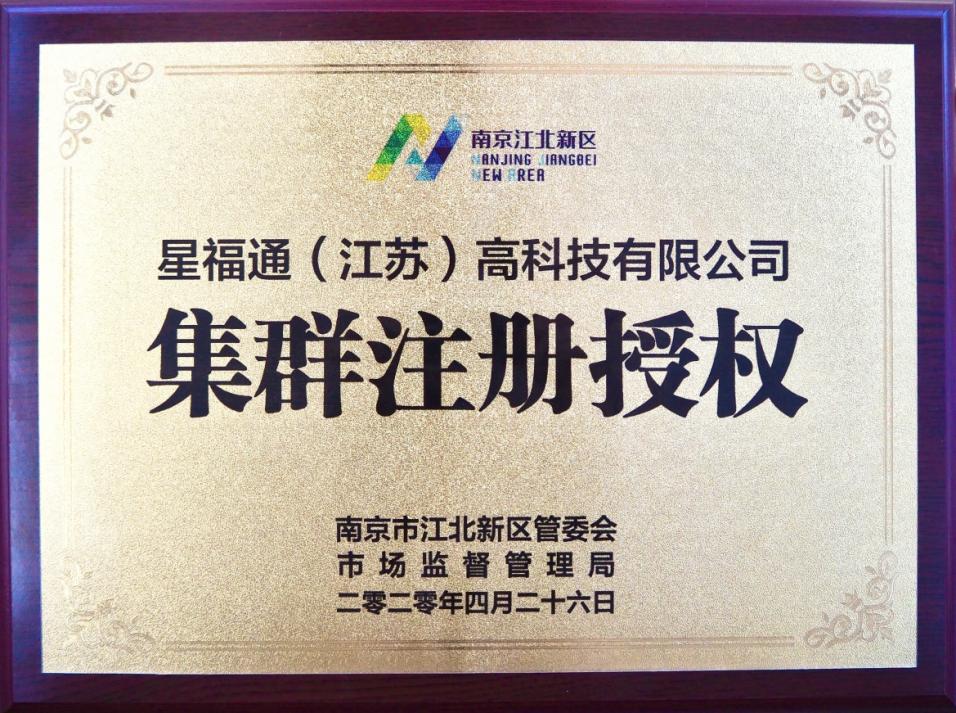 南京江北新区
NANJING JIANGBEI
NEW AREA
星福通（江苏）高科技有限公司
集群注册授权
南京市江北新区管委会
市场监督管理局
二零二零年四月二十六日